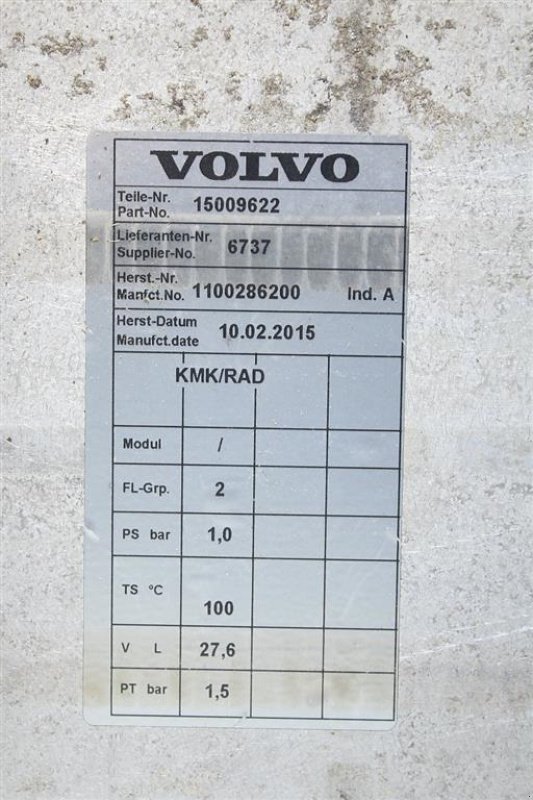 VOLVO
Teile-Nr.
Part-No. 15009622
Lieferanten-Nr.
Supplier-No. 6737
Herst.-Nr.
Manfct.No. 1100286200 Ind. A
Herst-Datum
Manufct.date 10.02.2015
KMK/RAD
Modul /
FL-Grp. 2
PS bar 1,0
TS °C 100
V L 27,6
PT bar 1,5